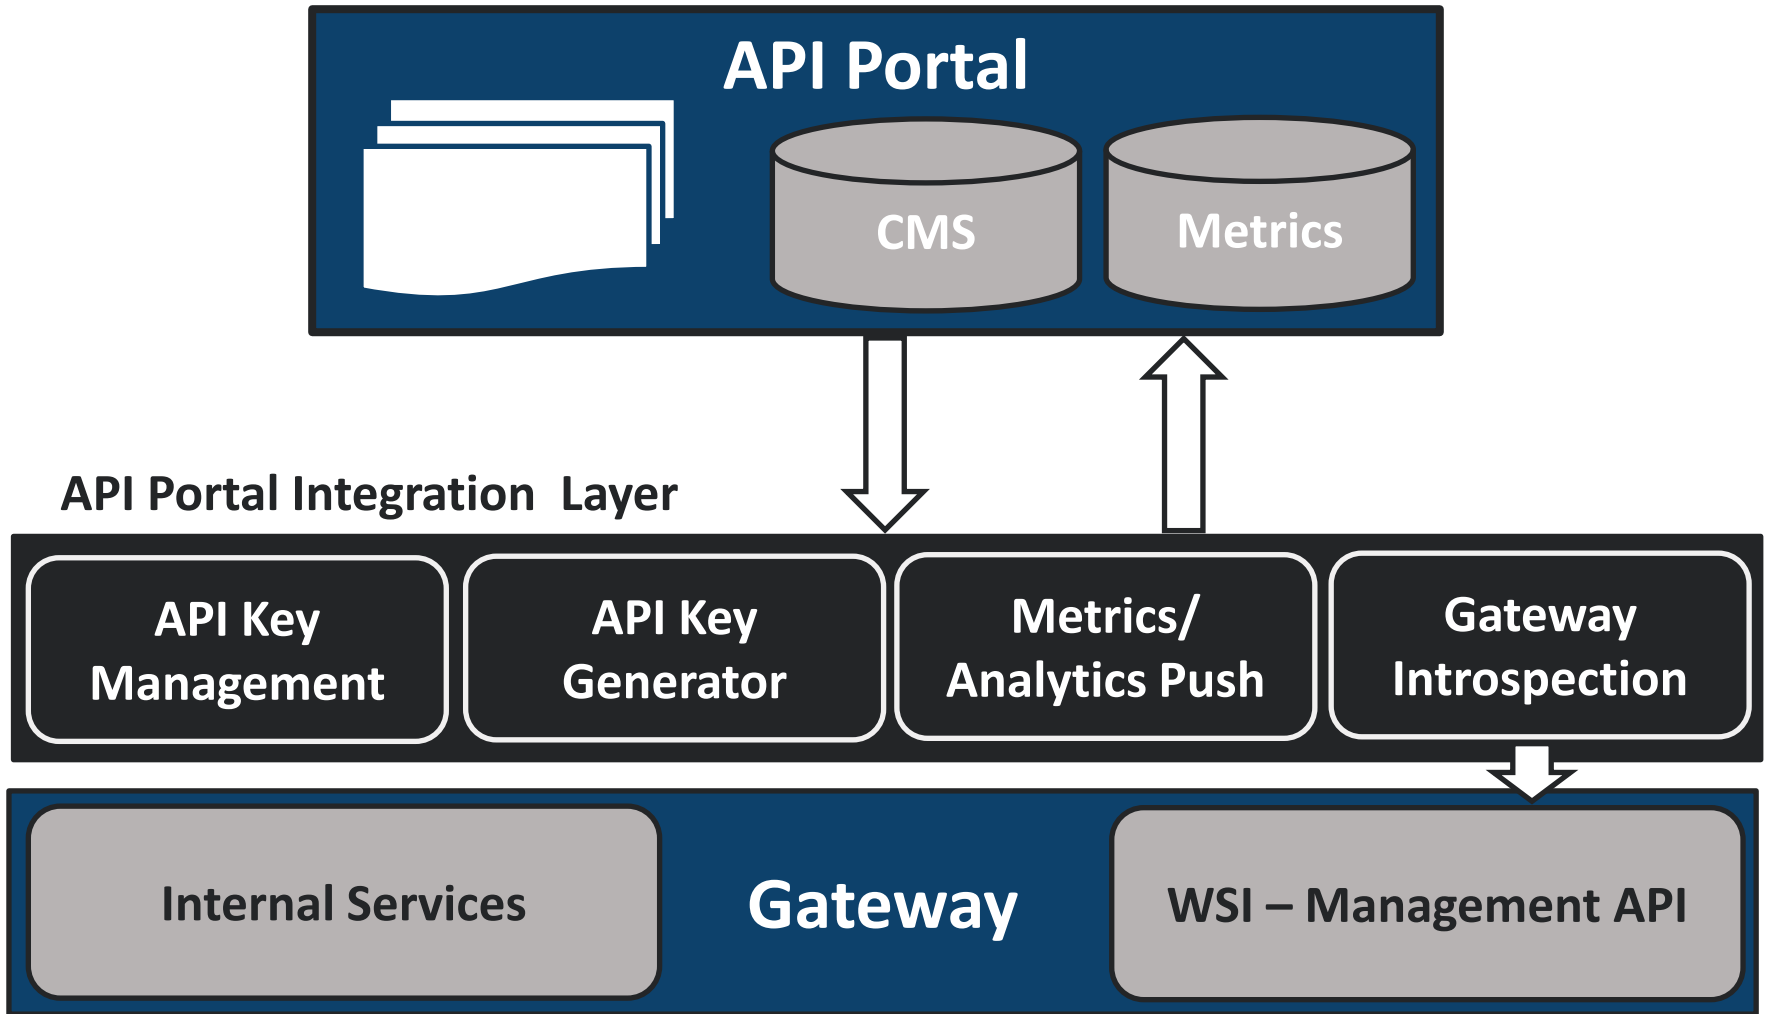 API Portal
CMS
Metrics
API Portal Integration Layer
API Key
Management
API Key
Generator
Metrics/
Analytics Push
Gateway
Introspection
Internal Services
Gateway
WSI – Management API